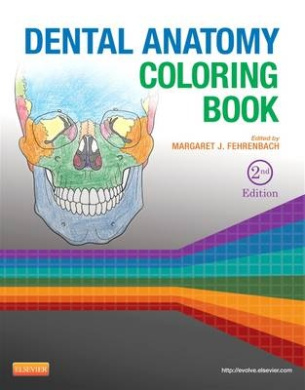 DENTAL ANATOMY
COLORING
BOOK
Edited by
MARGARET J. FEHRENBACH
2nd
Edition
ELSEVIER
http://evolve.elsevier.com